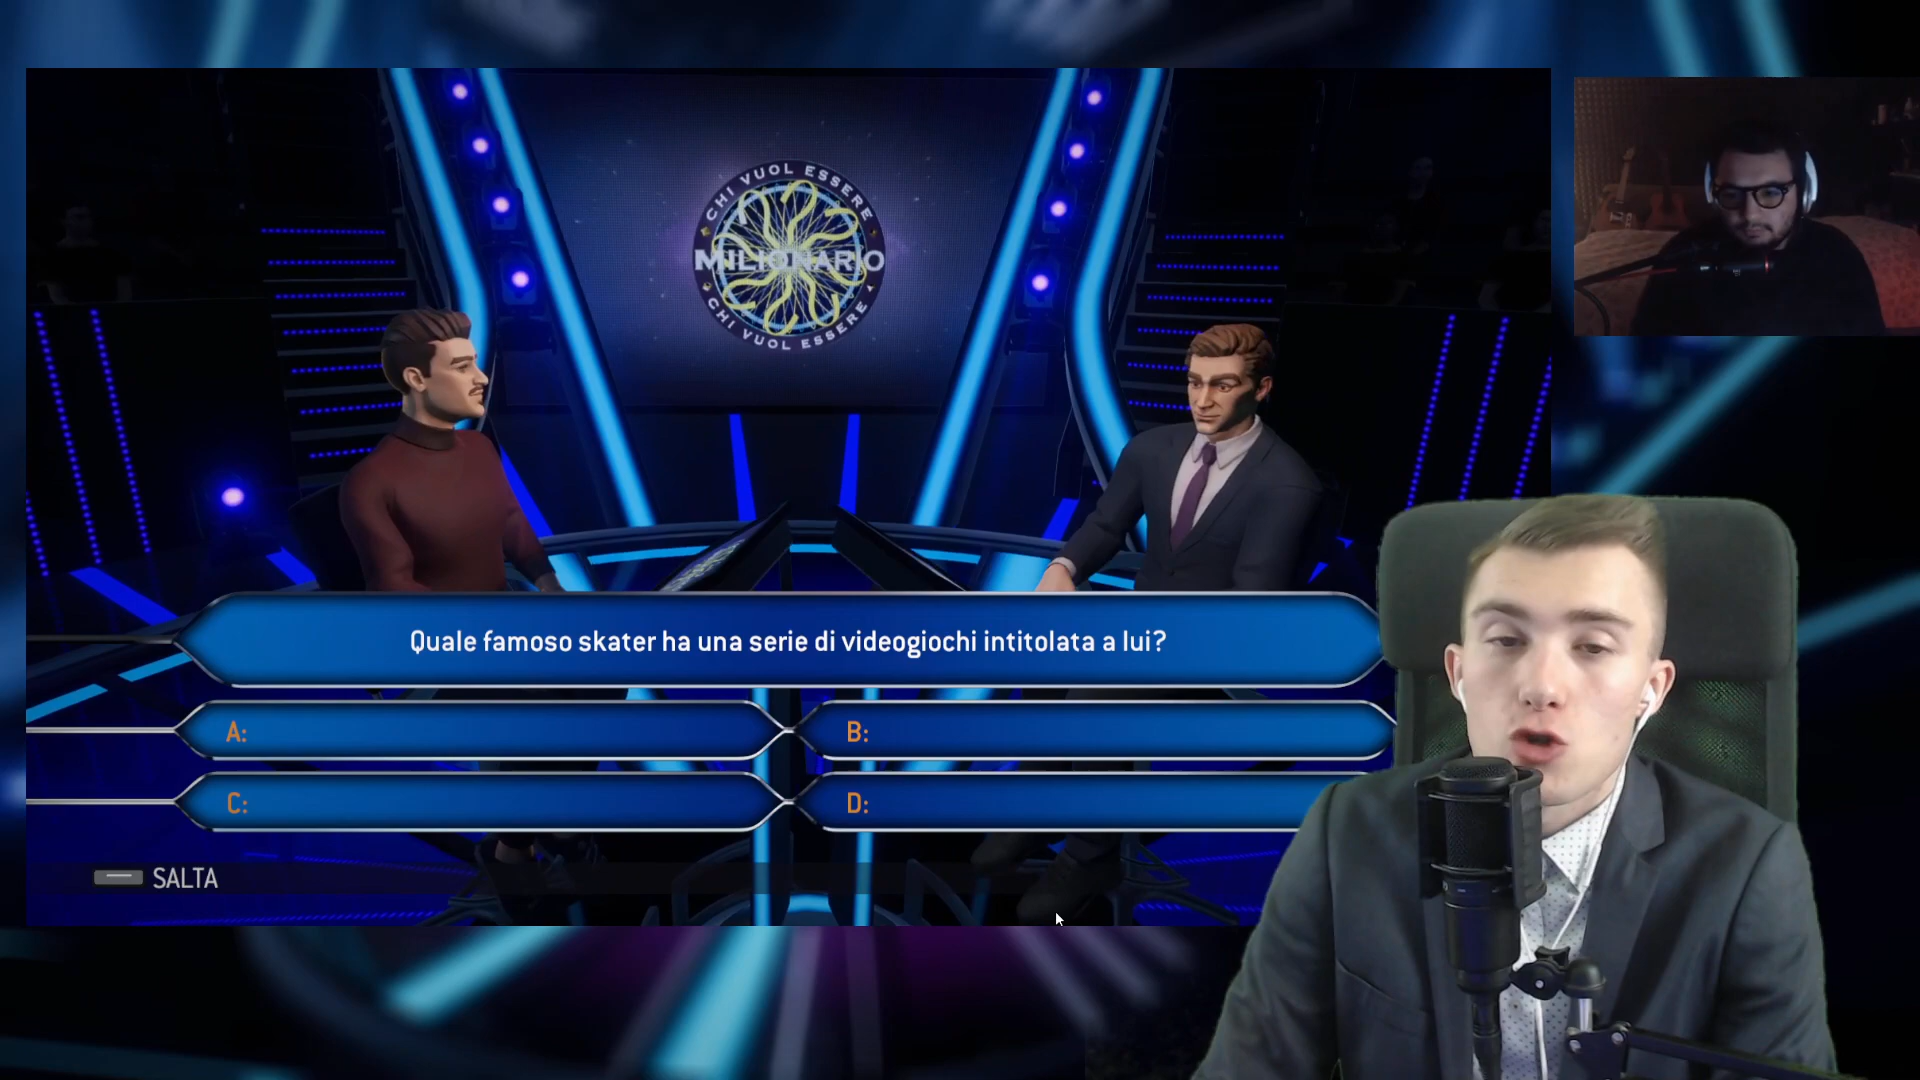 CHI VUOL ESSERE
MILIONARIO
CHI VUOL ESSERE
Quale famoso skater ha una serie di videogiochi intitolata a lui?
A:
B:
C:
D:
SALTA